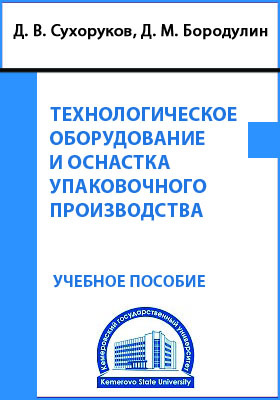 Д. В. Сухоруков, Д. М. Бородулин
ТЕХНОЛОГИЧЕСКОЕ
ОБОРУДОВАНИЕ
И ОСНАСТКА
УПАКОВОЧНОГО
ПРОИЗВОДСТВА
УЧЕБНОЕ ПОСОБИЕ
Кемеровский государственный университет
Kemerovo State University